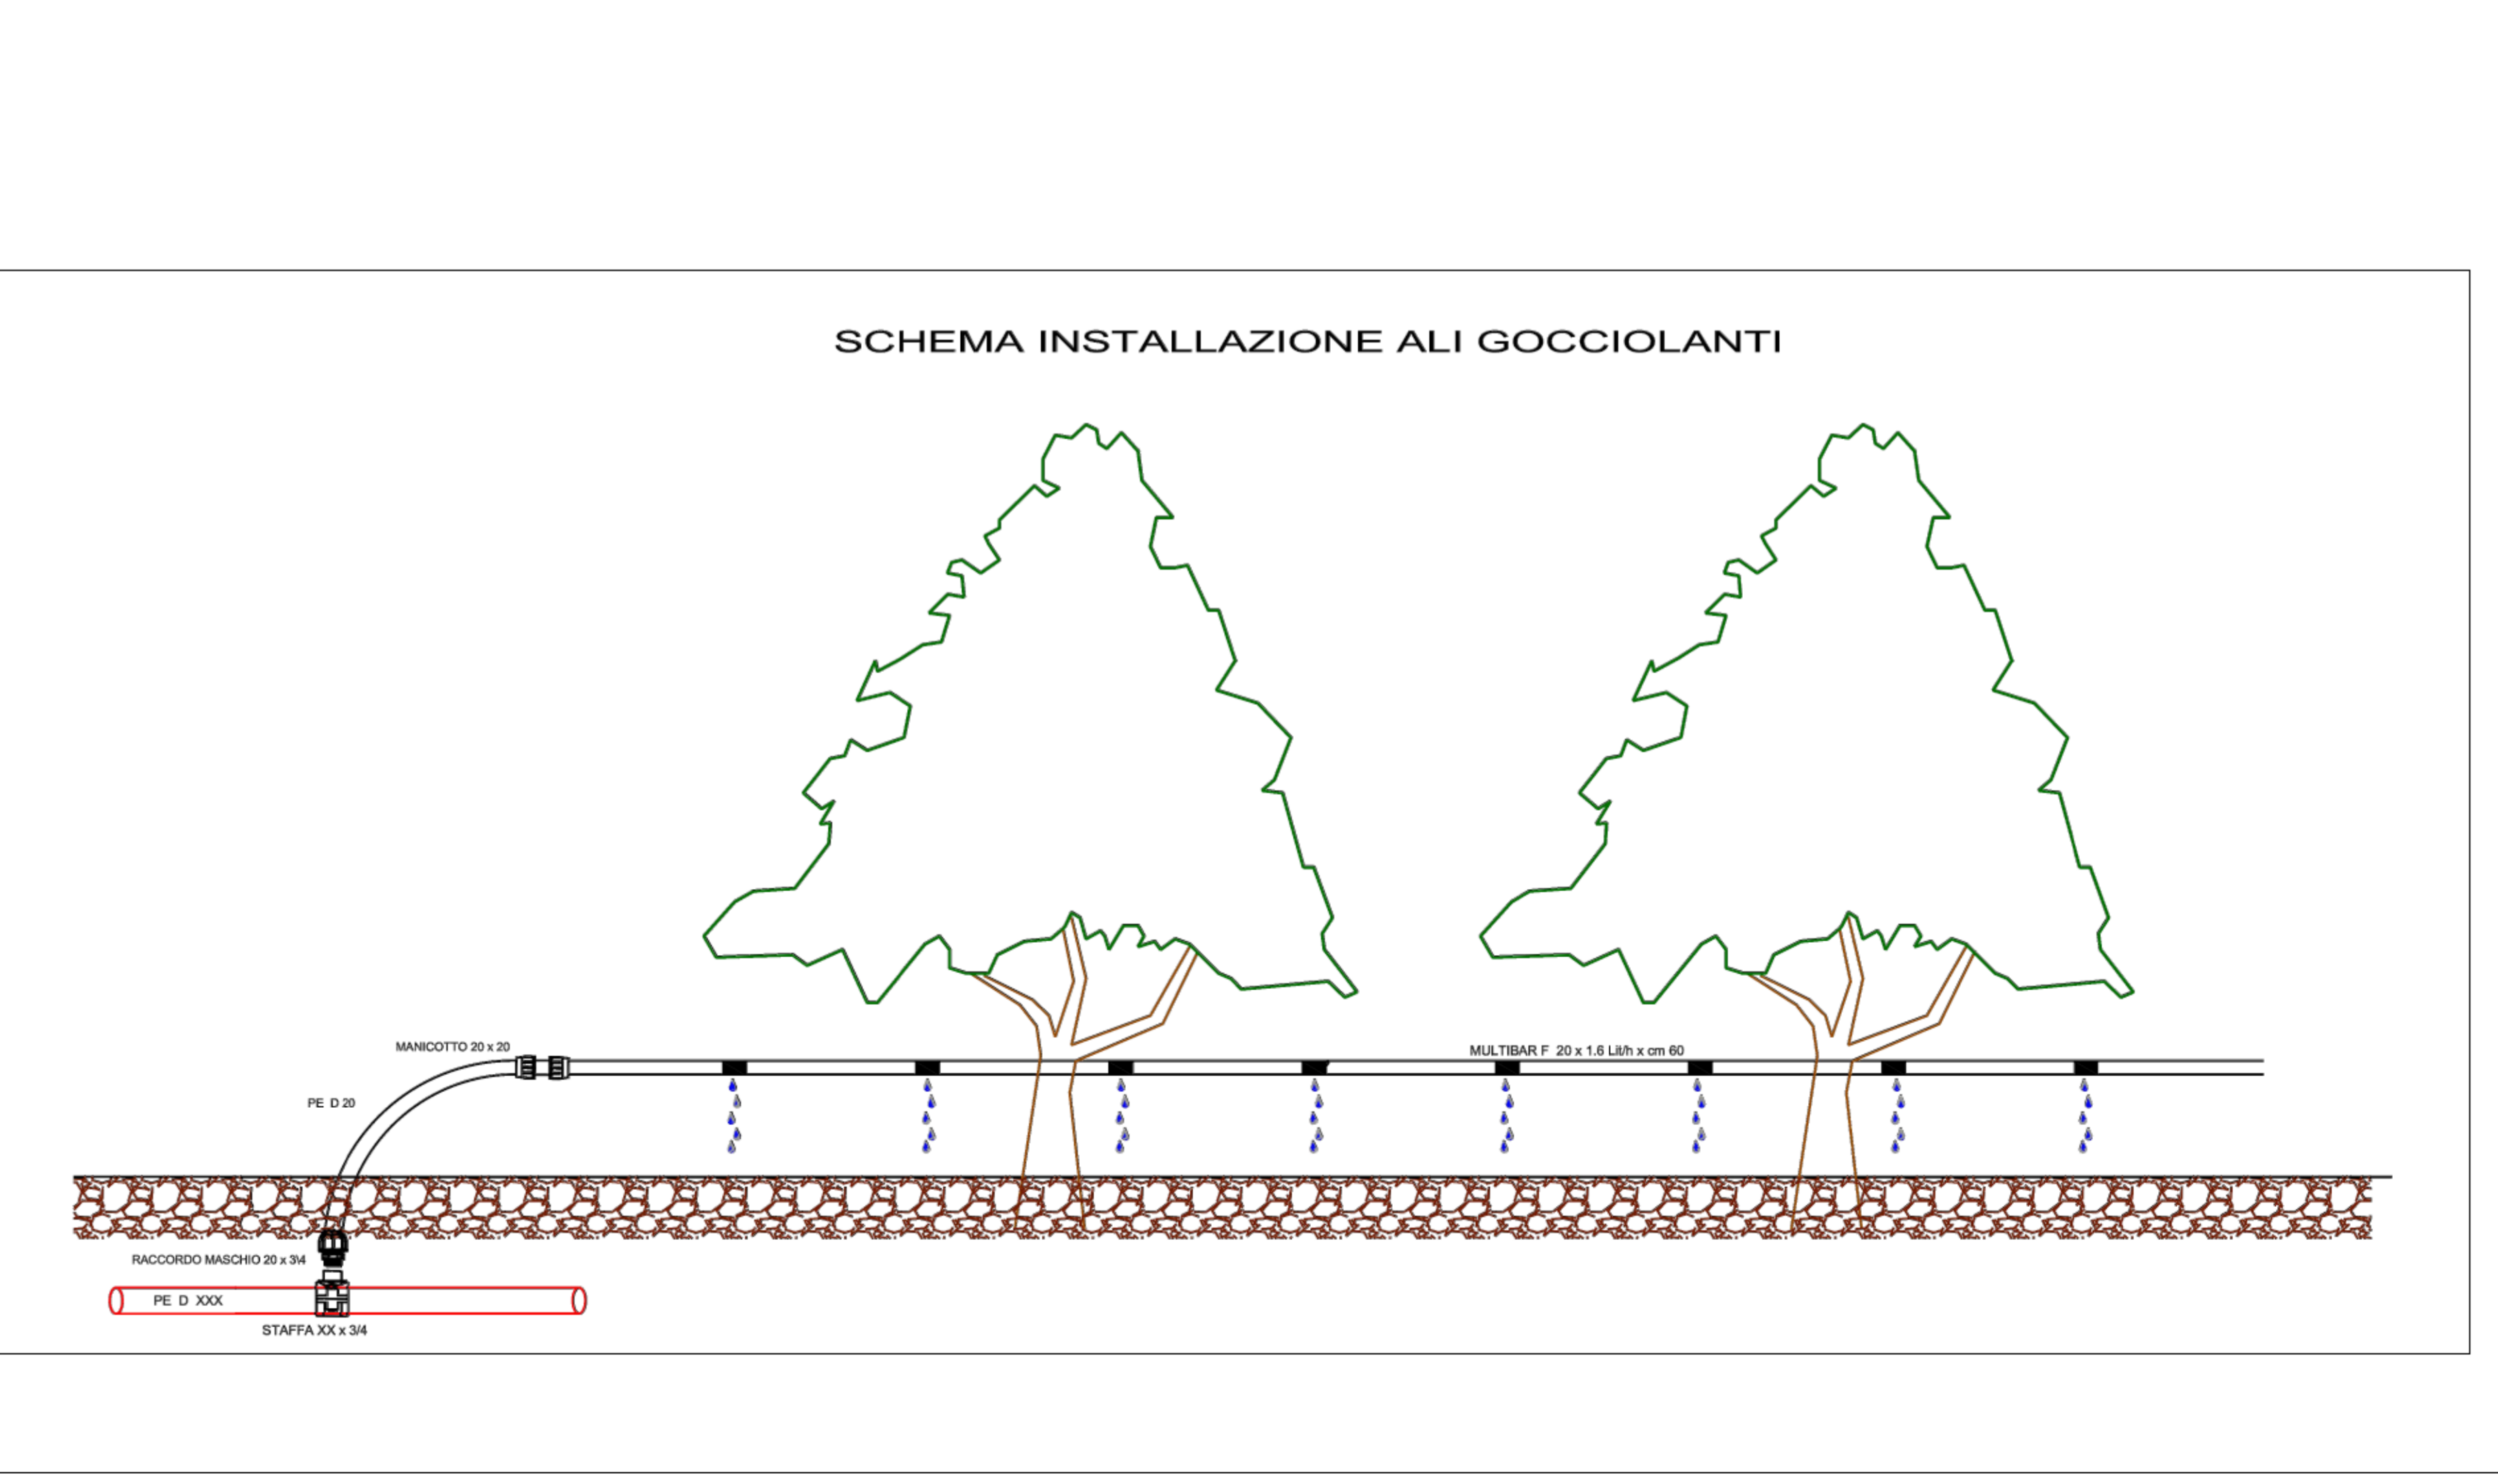 SCHEMA INSTALLAZIONE ALI GOCCIOLANTI
MANICOTTO 20 x 20
MULTIBAR F 20 x 1.6 Lit/h x cm 60
PE D 20
RACCORDO MASCHIO 20 x 3\4
PE D XXX
STAFFA XX x 3/4